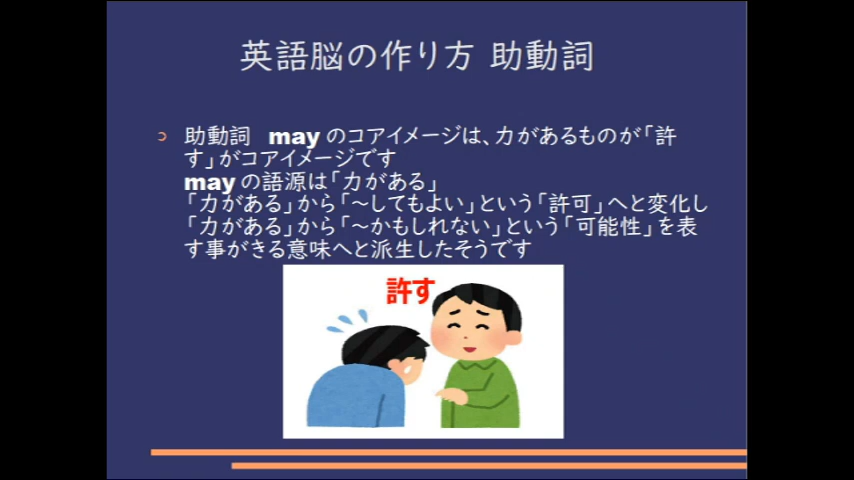 英語脳の作り方 助動詞
助動詞 may のコアイメージは、力があるものが「許
す」がコアイメージです
may の語源は「力がある」
「力がある」から「～してもよい」という「許可」へと変化し
「力がある」から「～かもしれない」という「可能性」を表
す事がきる意味へと派生したそうです
許す